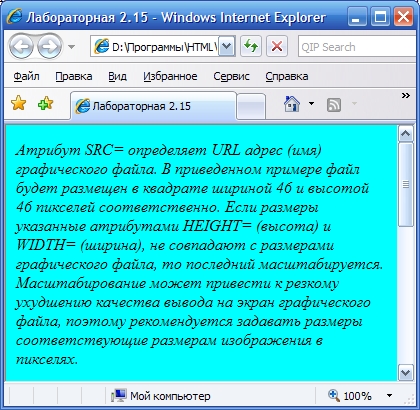 Лабораторная 2.15 - Windows Internet Explorer
D:\Программы\HTML\
QIP Search
Файл Правка Вид Избранное Сервис Справка
Лабораторная 2.15
»
Атрибут SRC= определяет URL адрес (имя)
графического файла. В приведенном примере файл
будет размещен в квадрате шириной 46 и высотой
46 пикселей соответственно. Если размеры
указанные атрибутами HEIGHT= (высота) и
WIDTH= (ширина), не совпадают с размерами
графического файла, то последний масштабируется.
Масштабирование может привести к резкому
ухудшению качества вывода на экран графического
файла, поэтому рекомендуется задавать размеры
соответствующие размерам изображения в
пикселях.
Мой компьютер 100%